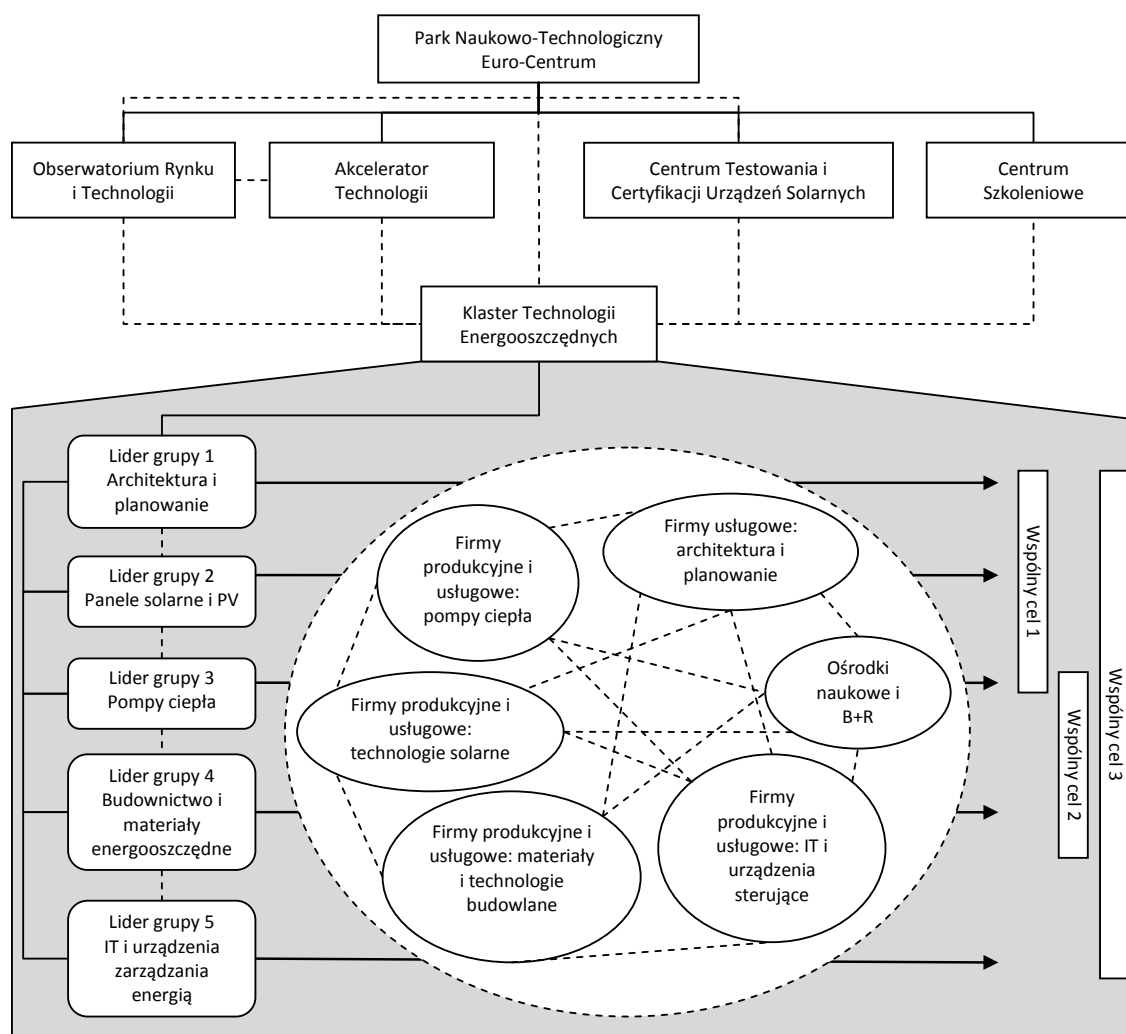 Park Naukowo-Technologiczny
Euro-Centrum
Obserwatorium Rynku
i Technologii
Akcelerator
Technologii
Centrum Testowania i
Certyfikacji Urządzeń Solarnych
Centrum
Szkoleniowe
Klaster Technologii
Energooszczędnych
Lider grupy 1
Architektura i
planowanie
Lider grupy 2
Panele solarne i PV
Lider grupy 3
Pompy ciepła
Lider grupy 4
Budownictwo i
materiały
energooszczędne
Lider grupy 5
IT i urządzenia
zarządzania
energią
Firmy
produkcyjne i
usługowe:
pompy ciepła
Firmy usługowe:
architektura i
planowanie
Firmy produkcyjne i
usługowe:
technologie solarne
Ośrodki
naukowe i
B+R
Firmy produkcyjne i
usługowe: materiały
i technologie
budowlane
Firmy
produkcyjne i
usługowe: IT i
urządzenia
sterujące
Wspólny cel 1
Wspólny cel 2
Wspólny cel 3